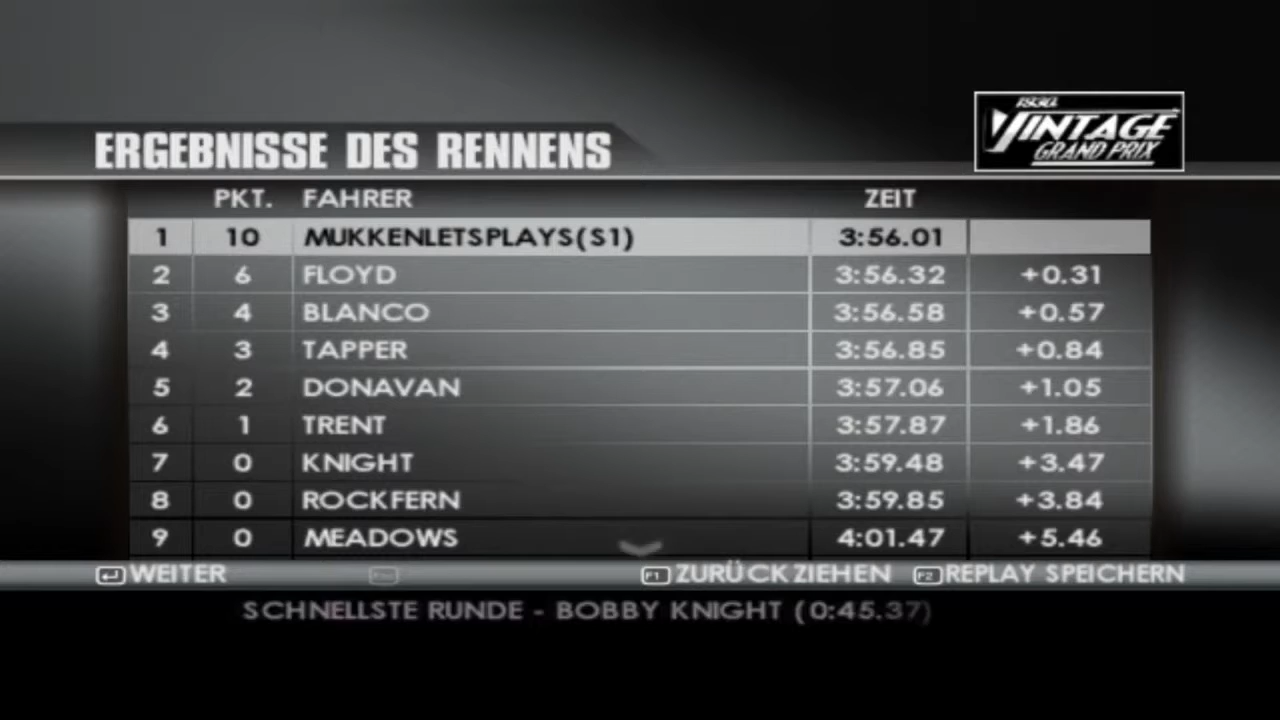 1930
VINTAGE
GRAND PRIX
ERGEBNISSE DES RENNENS
PKT. FAHRER ZEIT
1 10 MUKKENLETSPLAYS(S1) 3:56.01
2 6 FLOYD 3:56.32 +0.31
3 4 BLANCO 3:56.58 +0.57
4 3 TAPPER 3:56.85 +0.84
5 2 DONAVAN 3:57.06 +1.05
6 1 TRENT 3:57.87 +1.86
7 0 KNIGHT 3:59.48 +3.47
8 0 ROCKFERN 3:59.85 +3.84
9 0 MEADOWS 4:01.47 +5.46
WEITER F1 ZURÜCKZIEHEN F2 REPLAY SPEICHERN
SCHNELLSTE RUNDE - BOBBY KNIGHT (0:45.37)